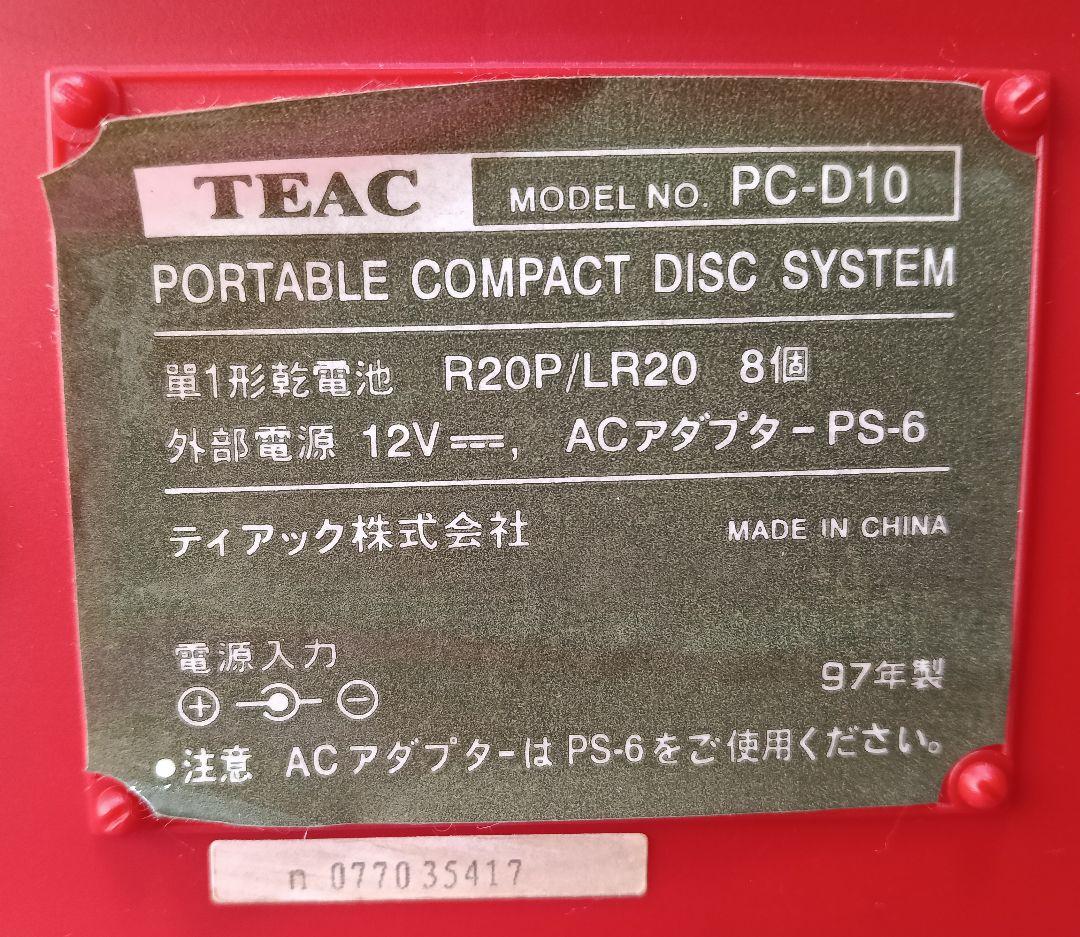 TEAC MODEL NO. PC-D10
PORTABLE COMPACT DISC SYSTEM
單1形乾電池 R20P/LR20 8個
外部電源 12V⎓, ACアダプター PS-6
ティアック株式会社 MADE IN CHINA
電源入力
97年製
⊕ ⊖
●注意 ACアダプターは PS-6をご使用ください。
n 077035417